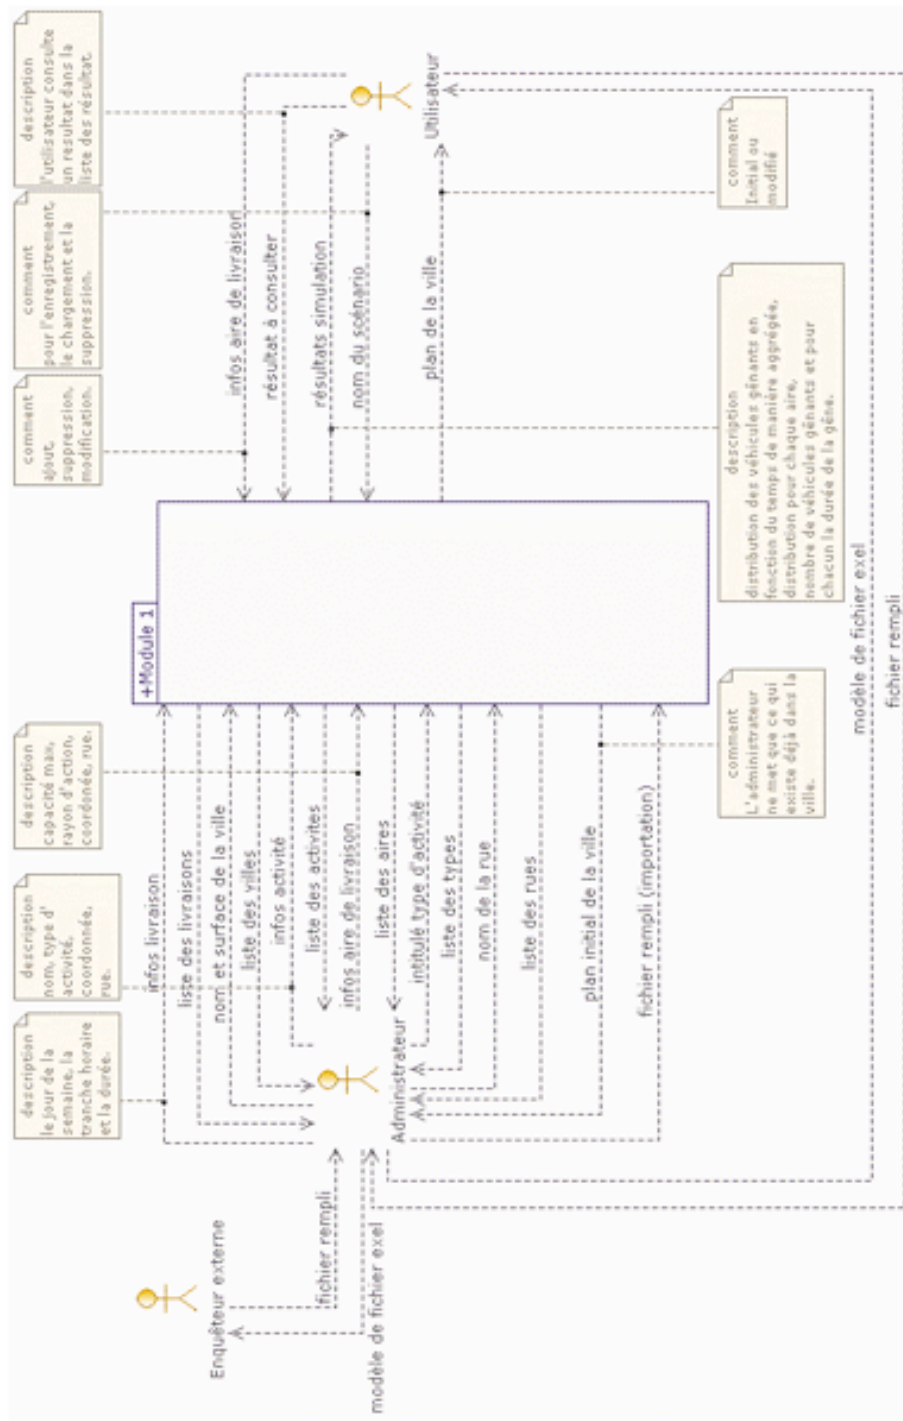 description
le jour de la
semaine, la
tranche horaire
et la durée.
description
nom, type d'
activité,
coordonnée,
rue.
description
capacité max,
rayon d'action,
coordonée, rue.
comment
ajout,
suppression,
modification.
comment
pour l'enregistrement,
le chargement et la
suppression.
description
l'utilisateur consulte
un resultat dans la
liste des résultat.
+Module 1
infos livraison
liste des livraisons
nom et surface de la ville
liste des villes
infos activité
liste des activites
infos aire de livraison
liste des aires
intitulé type d'activité
liste des types
nom de la rue
liste des rues
plan initial de la ville
fichier rempli (importation)
infos aire de livraison
résultat à consulter
résultats simulation
nom du scénario
plan de la ville
Enquêteur externe
fichier rempli
modèle de fichier exel
Administrateur
Utilisateur
comment
L'administrateur
ne met que ce qui
existe déjà dans la
ville.
description
distribution des véhicules gênants en
fonction du temps de manière aggrégée,
distribution pour chaque aire,
nombre de véhicules gênants et pour
chacun la durée de la gêne.
comment
Initial ou
modifié
modèle de fichier exel
fichier rempli